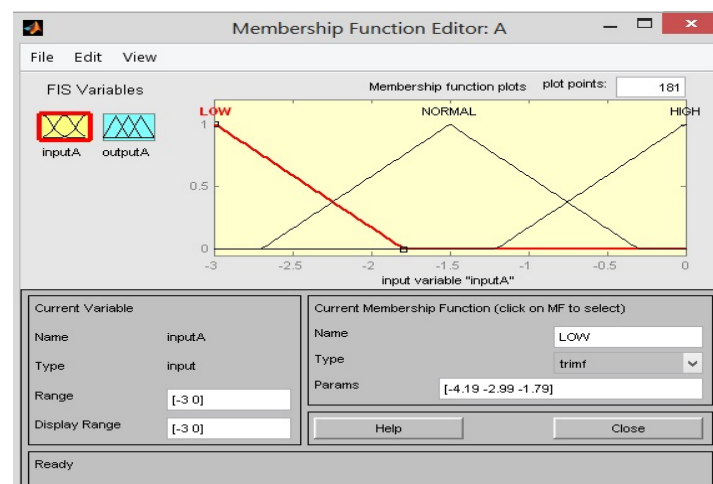 Membership Function Editor: A
File Edit View
FIS Variables
Membership function plots plot points: 181
inputA outputA
LOW NORMAL HIGH
1
0.5
0
-3 -2.5 -2 -1.5 -1 -0.5 0
input variable "inputA"
Current Variable
Name inputA
Type input
Range [-3 0]
Display Range [-3 0]
Current Membership Function (click on MF to select)
Name LOW
Type trimf
Params [-4.19 -2.99 -1.79]
Help Close
Ready